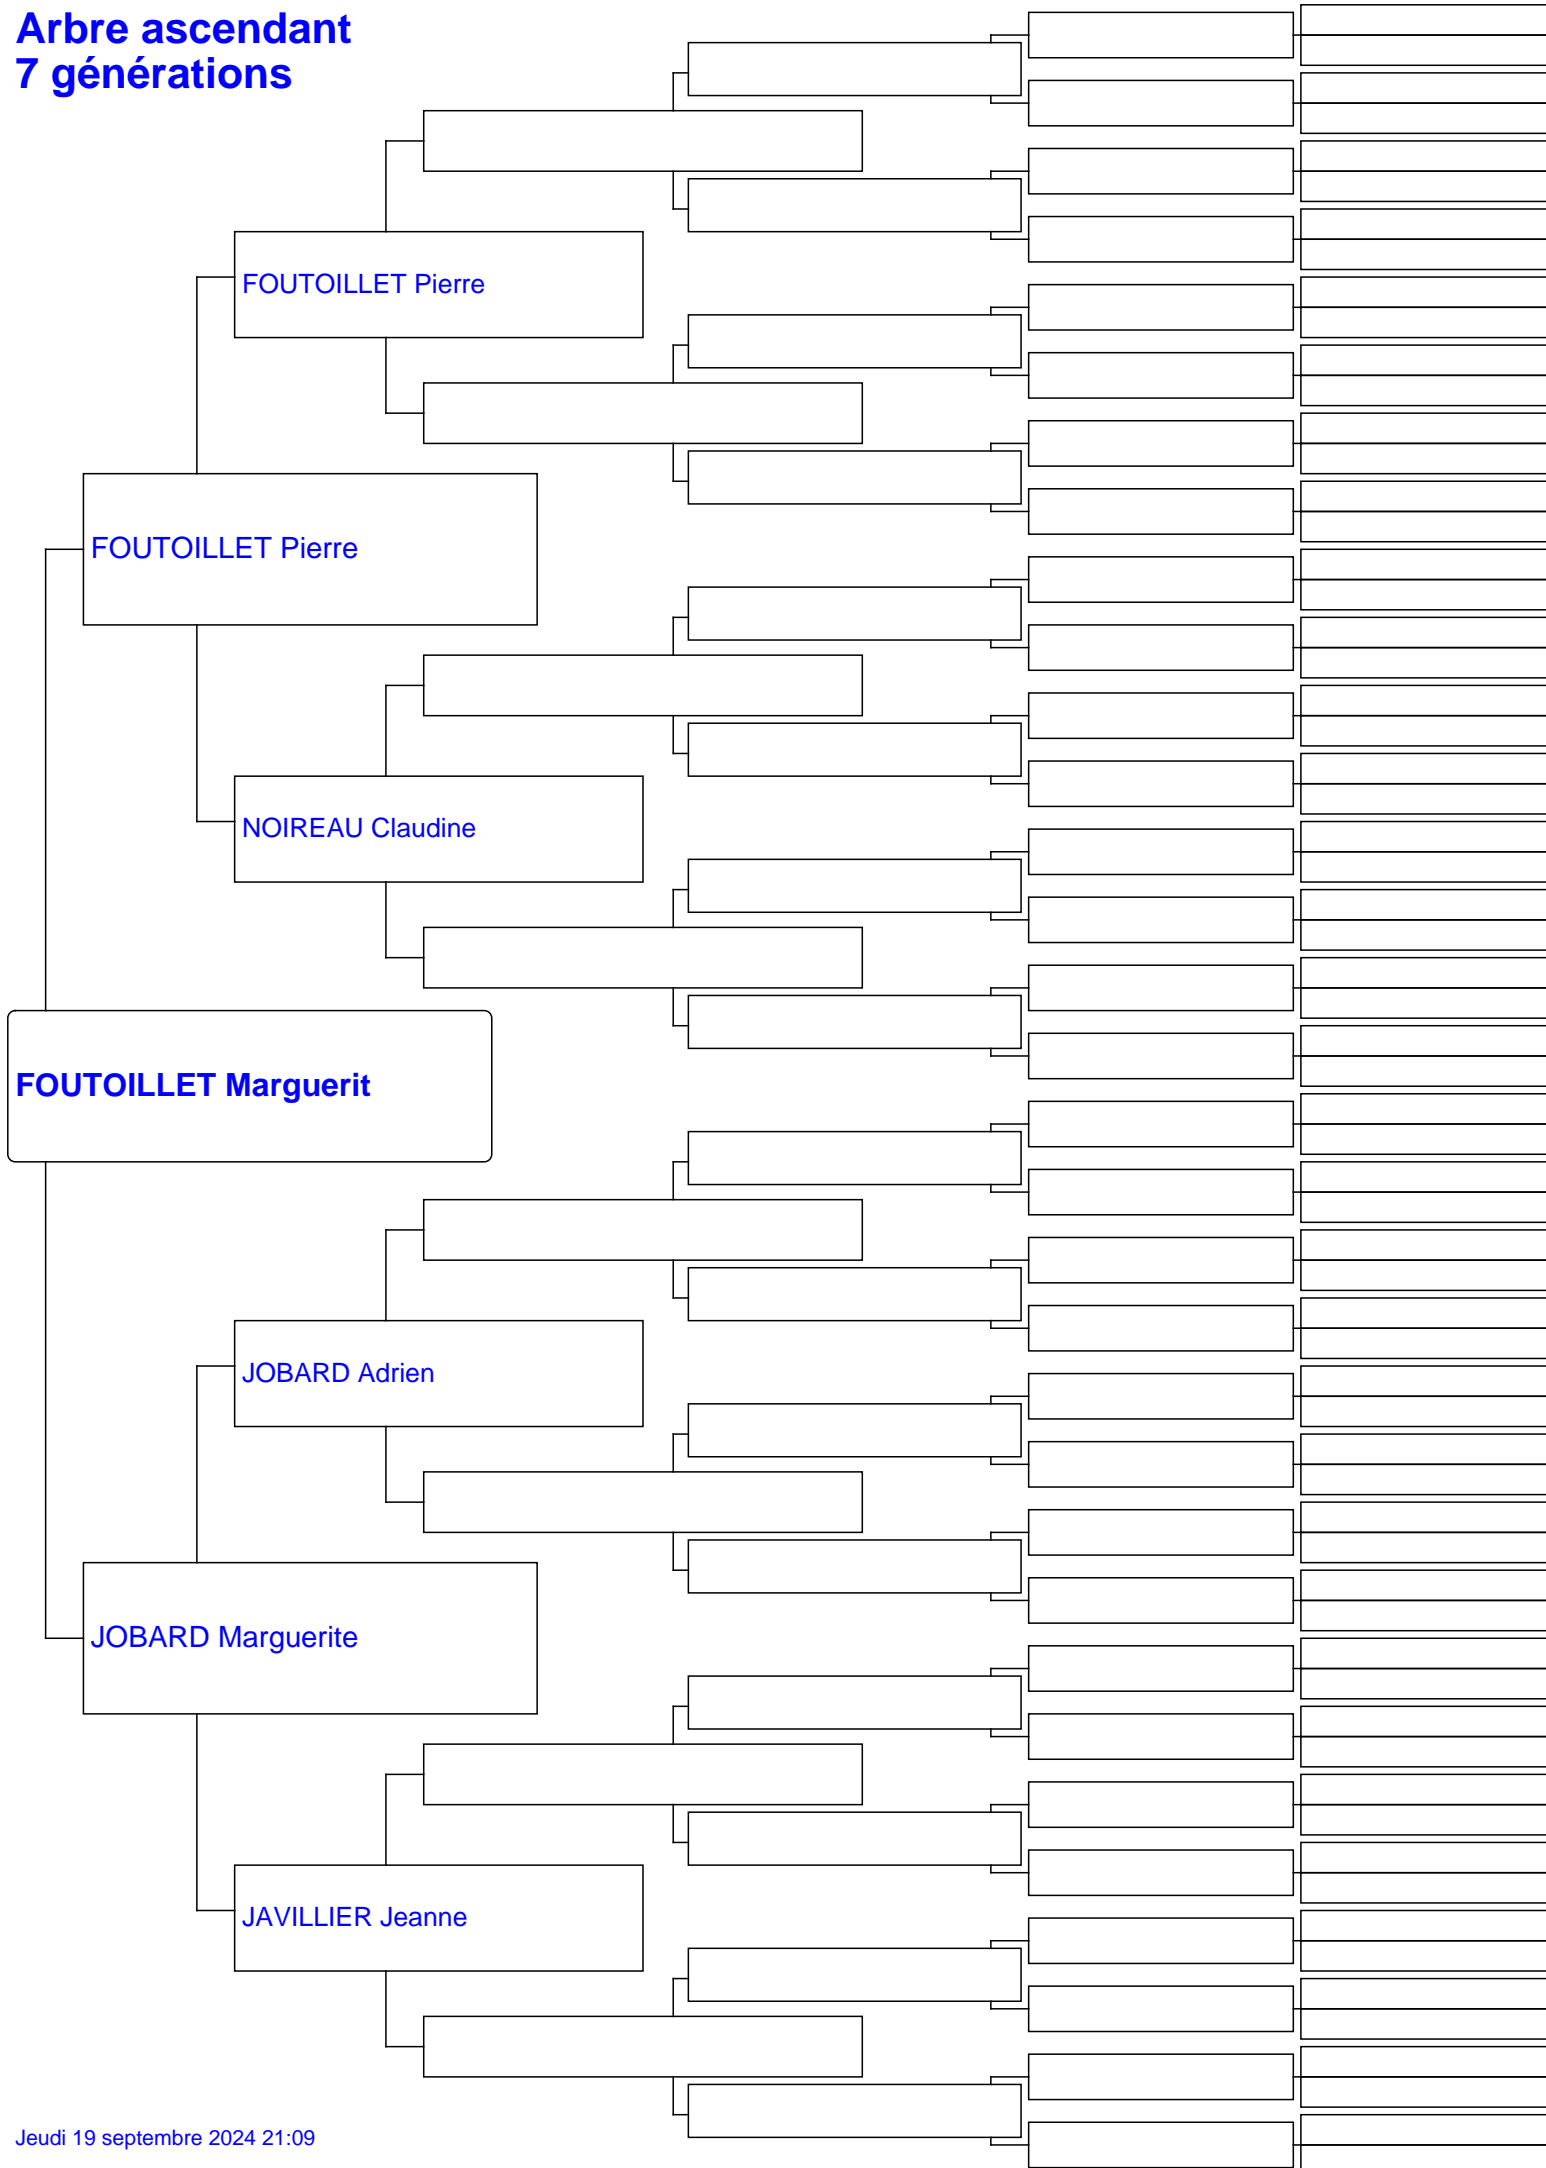 Arbre ascendant
7 générations
FOUTOILLET Pierre
FOUTOILLET Pierre
NOIREAU Claudine
FOUTOILLET Marguerit
JOBARD Adrien
JOBARD Marguerite
JAVILLIER Jeanne
Jeudi 19 septembre 2024 21:09